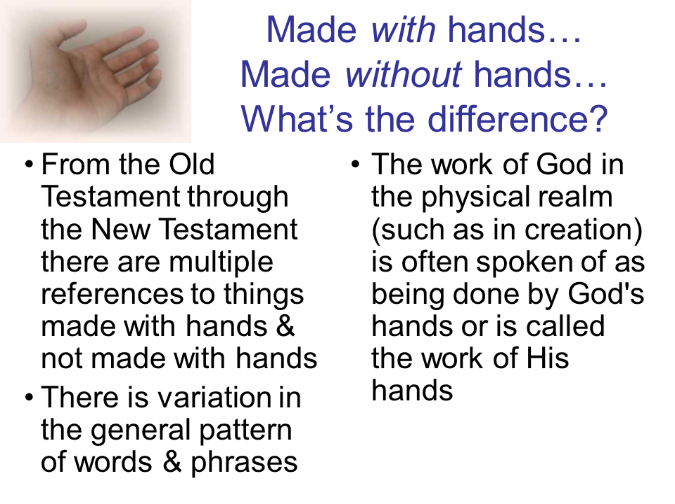 Made with hands…
Made without hands…
What’s the difference?
• From the Old
Testament through
the New Testament
there are multiple
references to things
made with hands &
not made with hands
• There is variation in
the general pattern
of words & phrases
• The work of God in
the physical realm
(such as in creation)
is often spoken of as
being done by God's
hands or is called
the work of His
hands